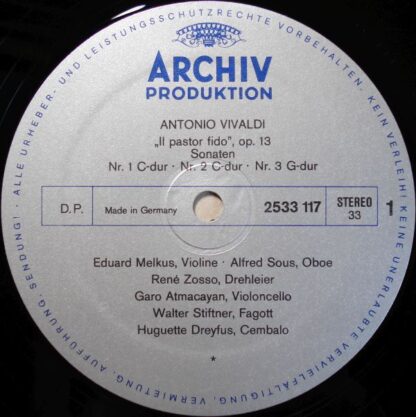 ALLE URHEBER- UND LEISTUNGSSCHUTZRECHTE VORBEHALTEN. KEIN VERLEIH! KEINE UNERLAUBTE VERVIELFÄLTIGUNG, VERMIETUNG, AUFFÜHRUNG, SENDUNG!
ARCHIV
PRODUKTION
ANTONIO VIVALDI
„Il pastor fido”, op. 13
Sonaten
Nr. 1 C-dur · Nr. 2 C-dur · Nr. 3 G-dur
D.P. Made in Germany 2533 117 STEREO 33 1
Eduard Melkus, Violine · Alfred Sous, Oboe
René Zosso, Drehleier
Garo Atmacayan, Violoncello
Walter Stiftner, Fagott
Huguette Dreyfus, Cembalo
*